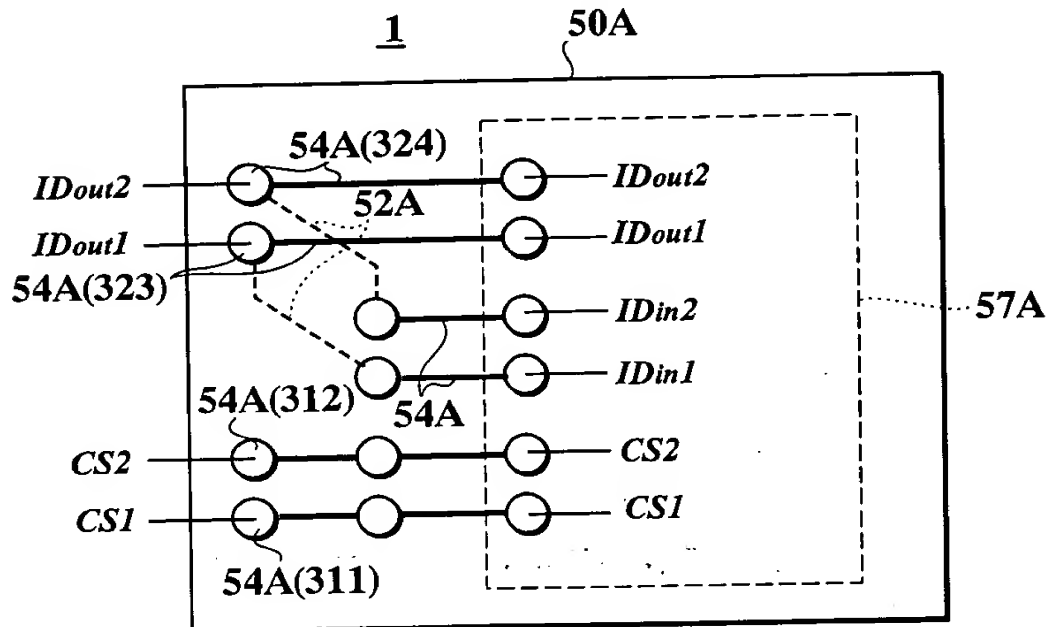 1
50A
54A(324)
IDout2
IDout2
52A
IDout1
IDout1
54A(323)
IDin2
57A
IDin1
54A(312)
54A
CS2
CS2
CS1
CS1
54A(311)